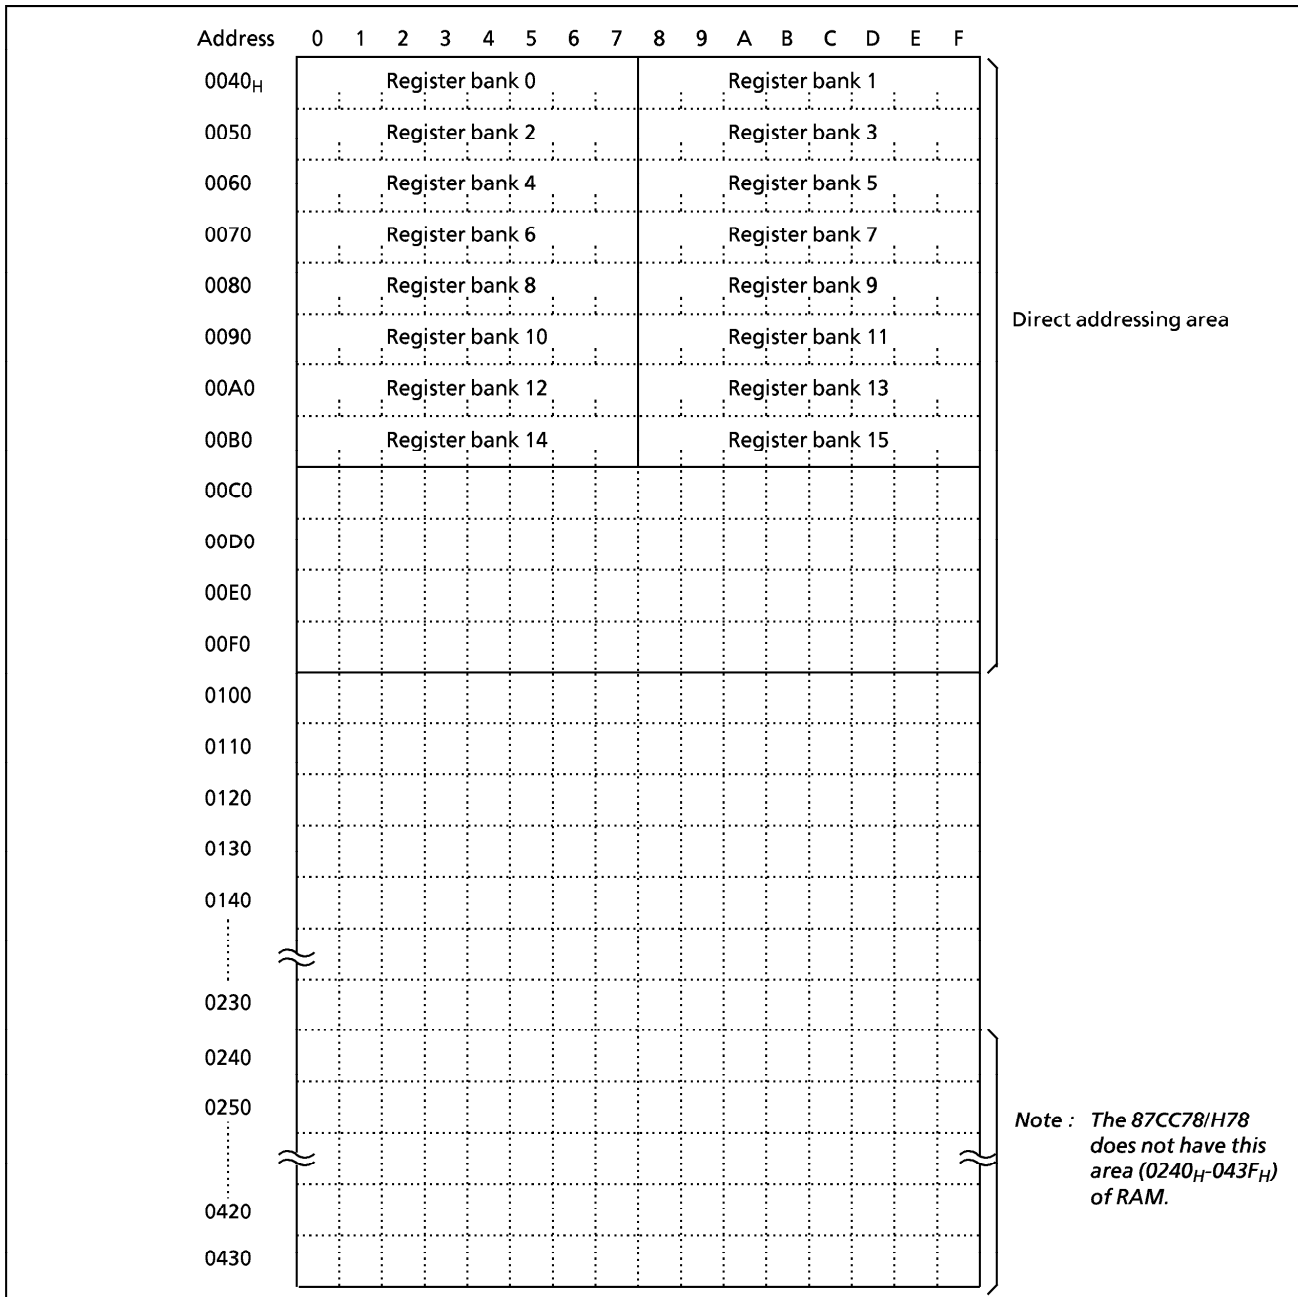 Address 0 1 2 3 4 5 6 7 8 9 A B C D E F
0040H Register bank 0 Register bank 1
0050 Register bank 2 Register bank 3
0060 Register bank 4 Register bank 5
0070 Register bank 6 Register bank 7
0080 Register bank 8 Register bank 9
0090 Register bank 10 Register bank 11
00A0 Register bank 12 Register bank 13
00B0 Register bank 14 Register bank 15
00C0
00D0
00E0
00F0
Direct addressing area
0100
0110
0120
0130
0140
0230
0240
0250
0420
0430
Note : The 87CC78/H78
does not have this
area (0240H-043FH)
of RAM.